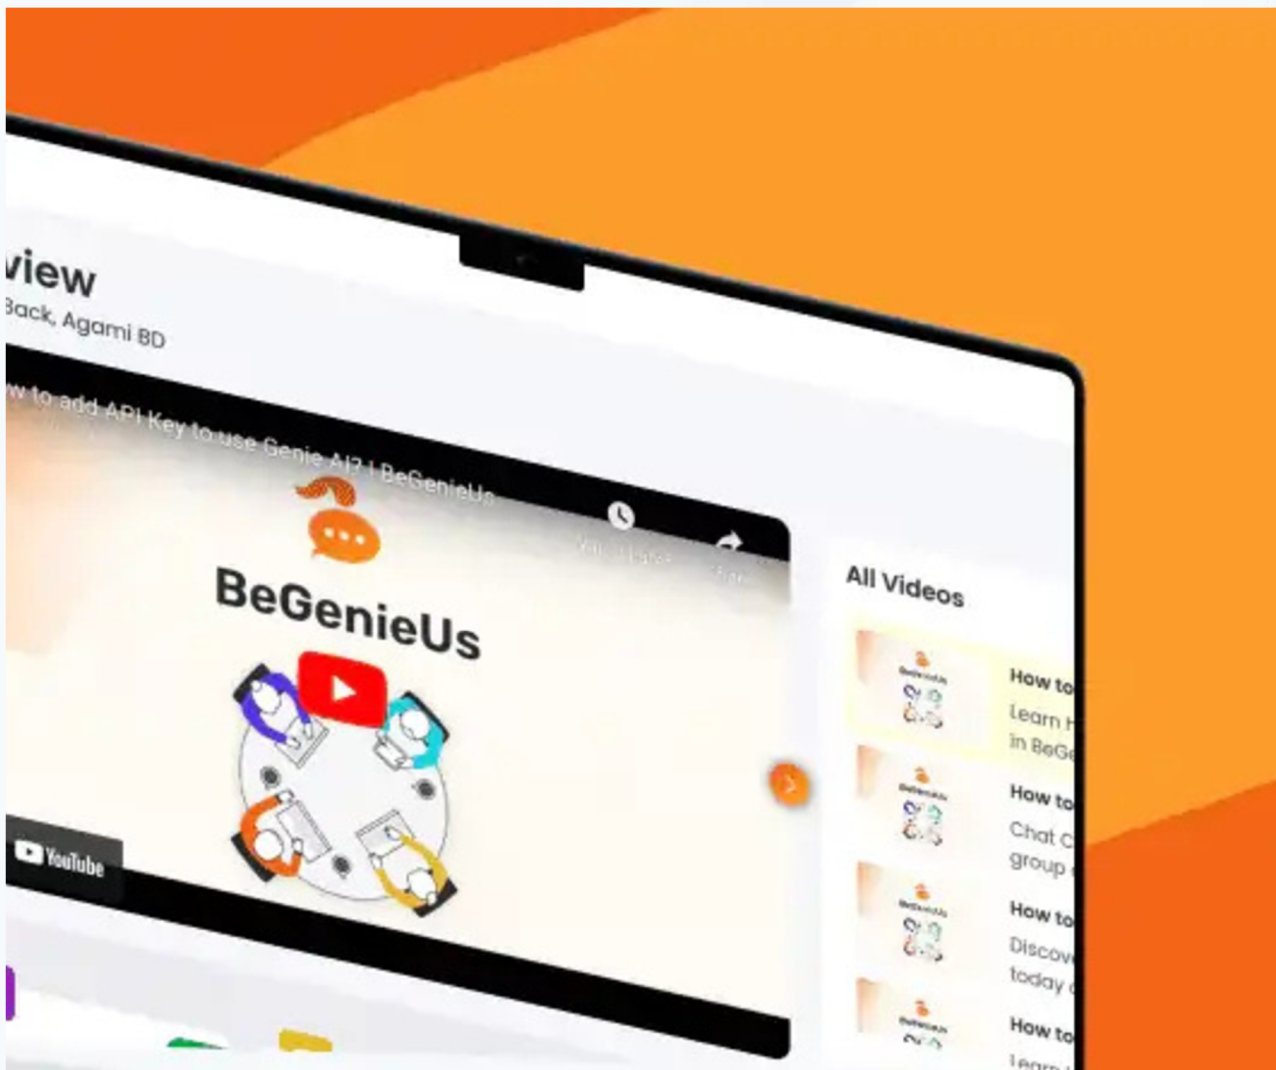 view
Back, Agami BD
w to add API Key to use Genie AI? | BeGenieUs
BeGenieUs
YouTube
All Videos
How to
Learn h
in BeGe
How to
Chat C
group
How to
Discov
today
How to
Learn